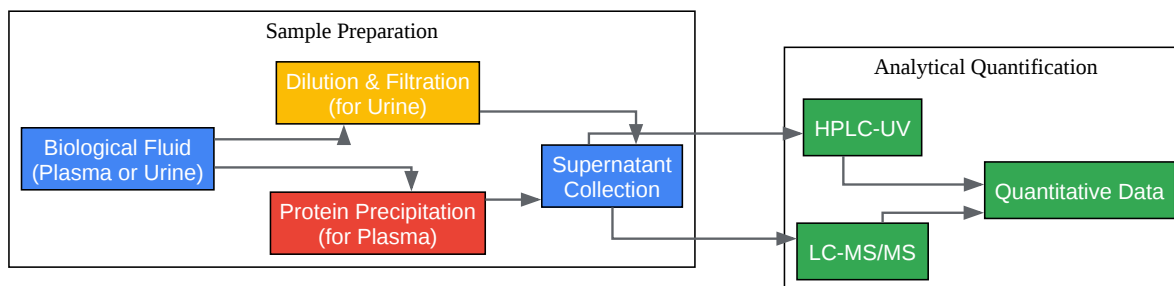 Sample Preparation
Dilution & Filtration
(for Urine)
Biological Fluid
(Plasma or Urine)
Protein Precipitation
(for Plasma)
Supernatant
Collection
Analytical Quantification
HPLC-UV
LC-MS/MS
Quantitative Data